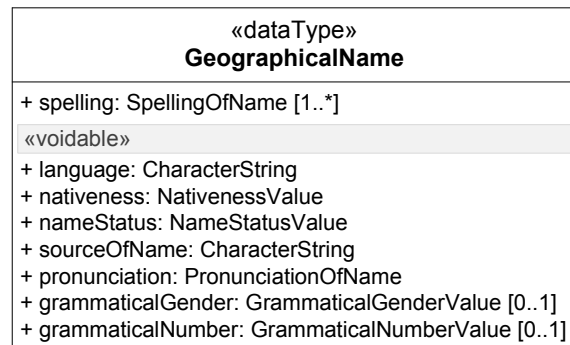 «dataType»
GeographicalName
+ spelling: SpellingOfName [1..*]
«voidable»
+ language: CharacterString
+ nativeness: NativenessValue
+ nameStatus: NameStatusValue
+ sourceOfName: CharacterString
+ pronunciation: PronunciationOfName
+ grammaticalGender: GrammaticalGenderValue [0..1]
+ grammaticalNumber: GrammaticalNumberValue [0..1]